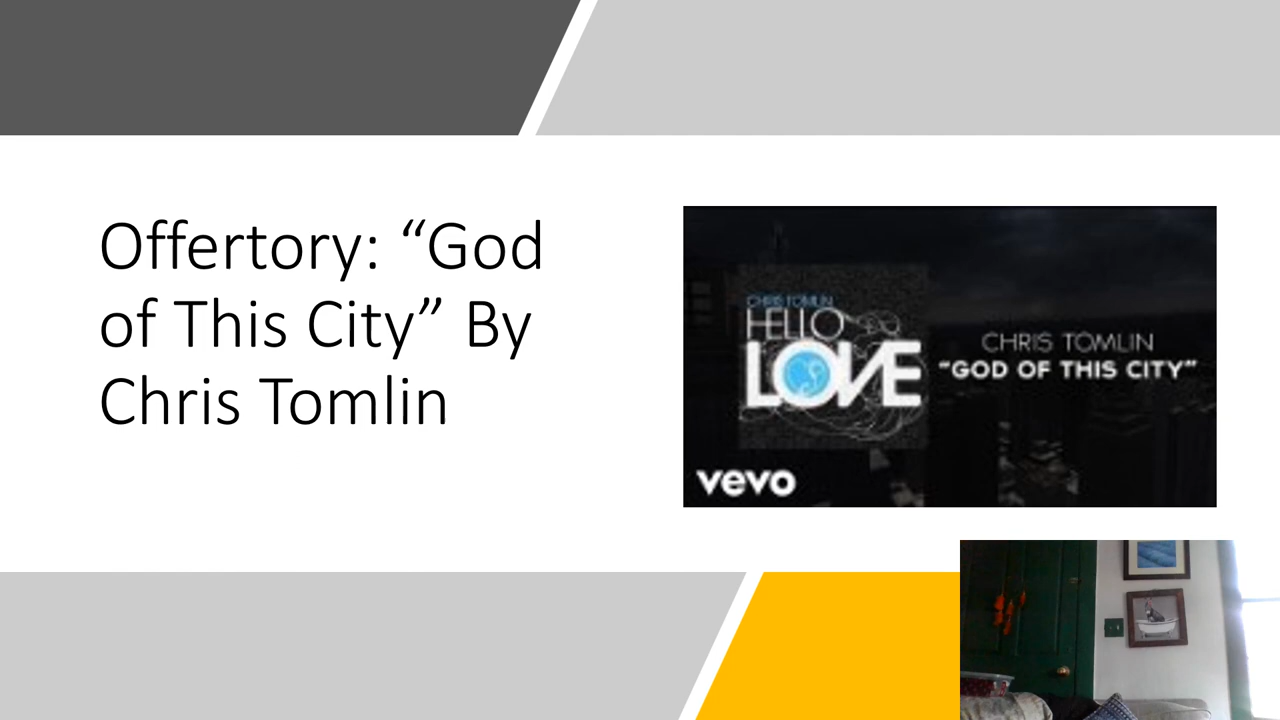 Offertory: “God
of This City” By
Chris Tomlin
CHRIS TOMLIN
HELLO
LOVE
CHRIS TOMLIN
“GOD OF THIS CITY”
vevo